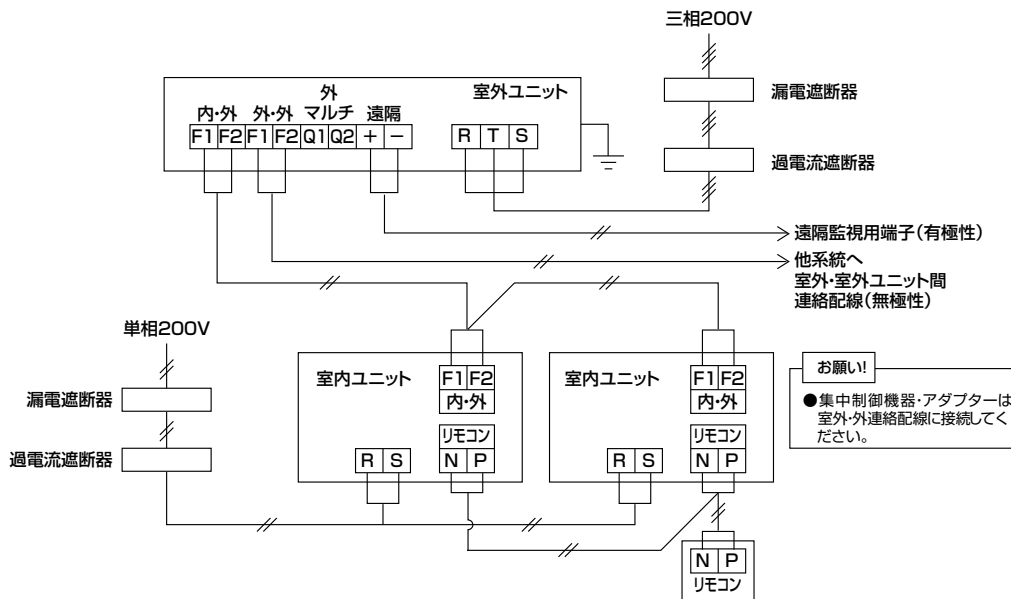 三相200V
漏電遮断器
過電流遮断器
室外ユニット
外
内・外 外・外 マルチ 遠隔
F1 F2 F1 F2 Q1 Q2 + −
R T S
遠隔監視用端子(有極性)
他系統へ
室外・室外ユニット間
連絡配線(無極性)
単相200V
漏電遮断器
過電流遮断器
室内ユニット
F1 F2
内・外
リモコン
R S
N P
室内ユニット
F1 F2
内・外
リモコン
R S
N P
N P
リモコン
お願い!
●集中制御機器・アダプターは
室外・外連絡配線に接続してく
ださい。